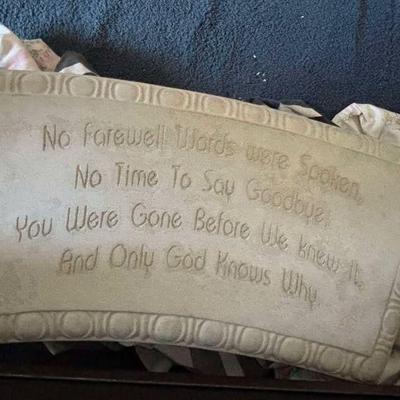 No Farewell Words were Spoken,
No Time To Say Goodbye,
You Were Gone Before We Knew It,
And Only God Knows Why.